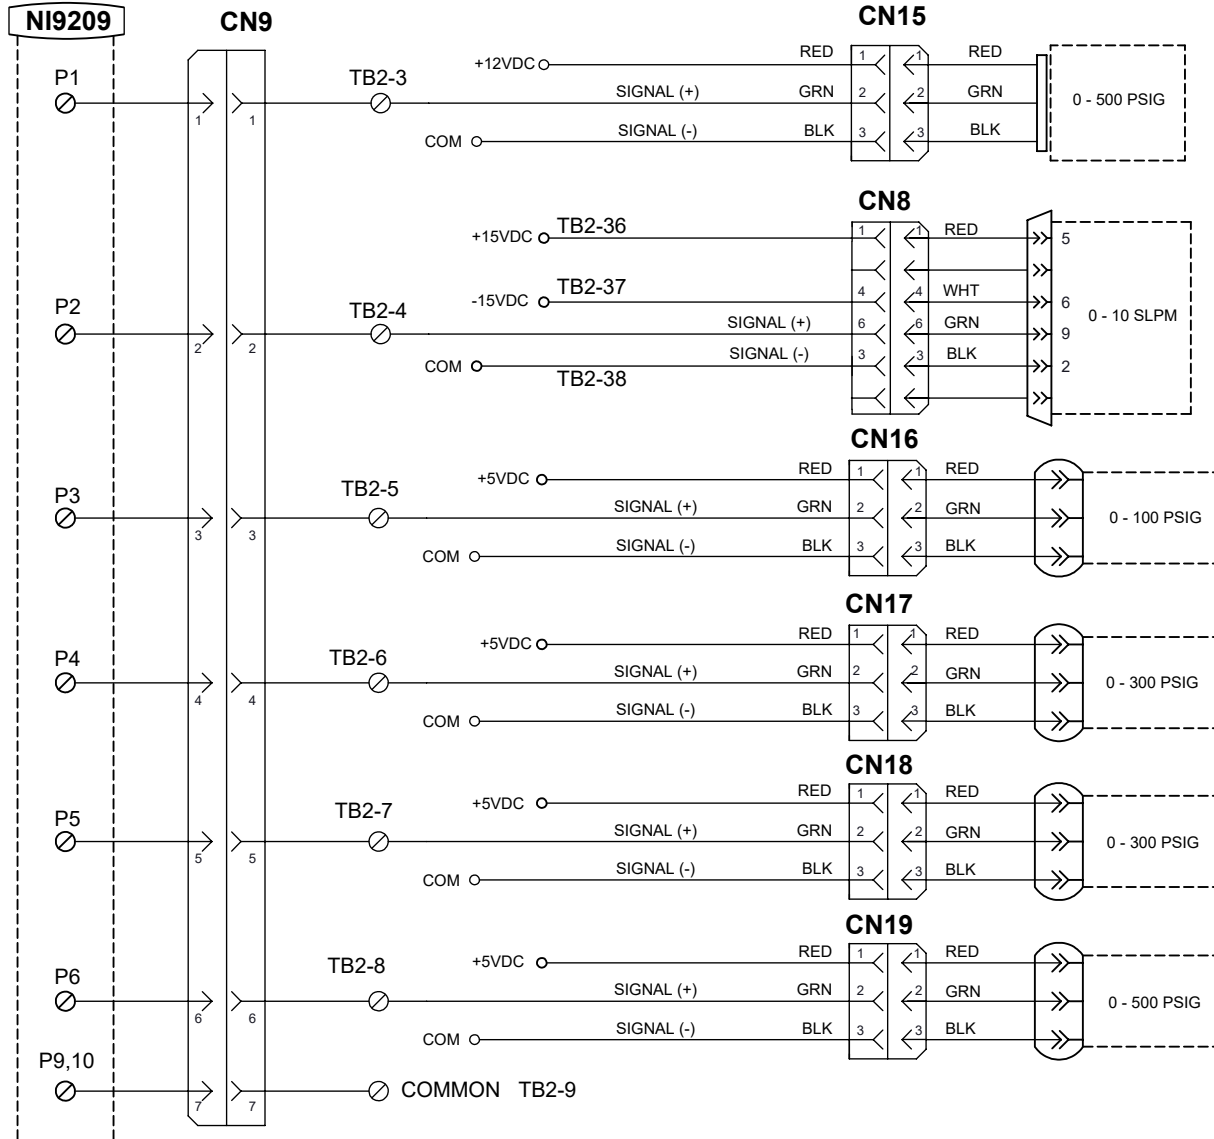 NI9209 CN9 CN15
P1 TB2-3 +12VDC RED 1 1 RED
SIGNAL (+) GRN 2 2 GRN 0 - 500 PSIG
1 1 COM SIGNAL (-) BLK 3 3 BLK
CN8
+15VDC TB2-36 1 1 RED 5
-15VDC TB2-37 4 4 WHT 6
P2 TB2-4 SIGNAL (+) 6 6 GRN 9 0 - 10 SLPM
2 2 COM SIGNAL (-) 3 3 BLK 2
TB2-38
CN16
+5VDC RED 1 1 RED
P3 TB2-5 SIGNAL (+) GRN 2 2 GRN 0 - 100 PSIG
3 3 COM SIGNAL (-) BLK 3 3 BLK
CN17
+5VDC RED 1 1 RED
P4 TB2-6 SIGNAL (+) GRN 2 2 GRN 0 - 300 PSIG
4 4 COM SIGNAL (-) BLK 3 3 BLK
CN18
+5VDC RED 1 1 RED
P5 TB2-7 SIGNAL (+) GRN 2 2 GRN 0 - 300 PSIG
5 5 COM SIGNAL (-) BLK 3 3 BLK
CN19
+5VDC RED 1 1 RED
P6 TB2-8 SIGNAL (+) GRN 2 2 GRN 0 - 500 PSIG
6 6 COM SIGNAL (-) BLK 3 3 BLK
P9,10 7 7 COMMON TB2-9